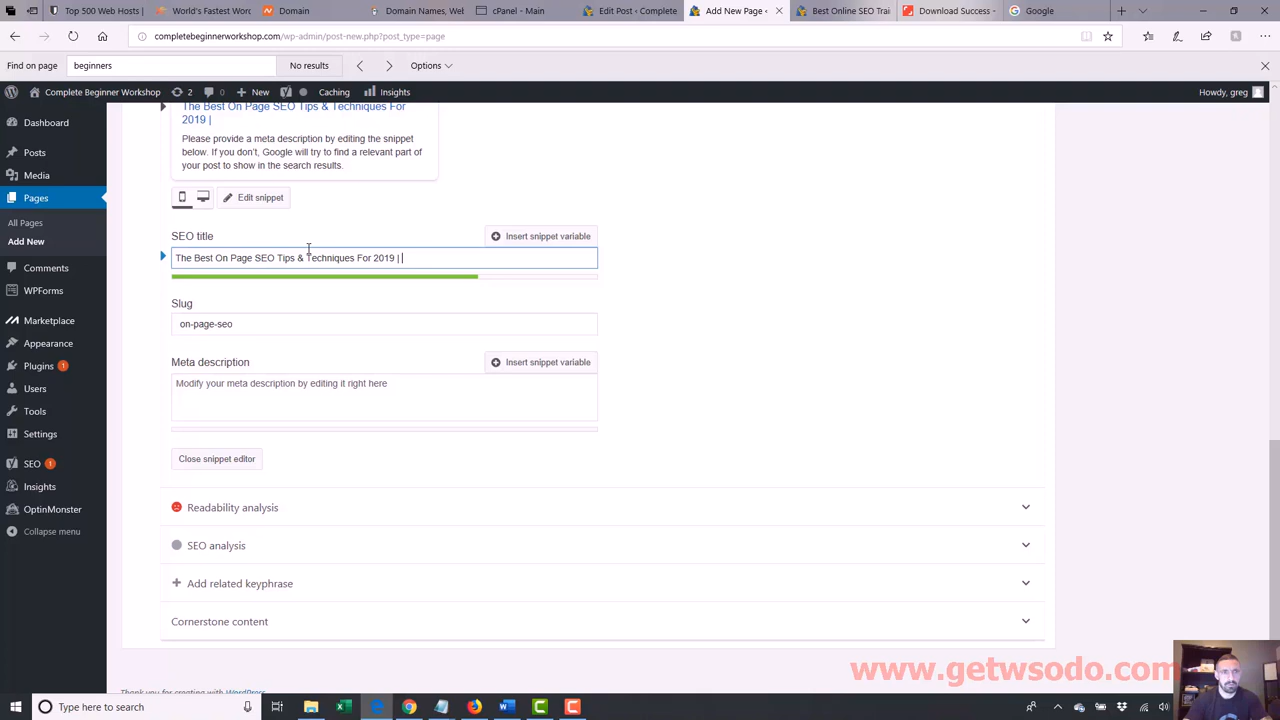 Top 500 Web Hosts |
Domain Names, Web
cPanel - Main
Edit Post ‹ Complete
Add New Page ‹
Best Online SEO Trai
Download Success -
Google
completebeginnerworkshop.com/wp-admin/post-new.php?post_type=page
Find on page
beginners
No results
Options
Complete Beginner Workshop
2
0
New
Caching
Insights
Howdy, greg
Dashboard
Posts
Media
Pages
All Pages
Add New
Comments
WPForms
Marketplace
Appearance
Plugins 1
Users
Tools
Settings
SEO 1
Insights
OptinMonster
Collapse menu
The Best On Page SEO Tips & Techniques For
2019 |
Please provide a meta description by editing the snippet
below. If you don't, Google will try to find a relevant part of
your post to show in the search results.
Edit snippet
SEO title
Insert snippet variable
The Best On Page SEO Tips & Techniques For 2019 |
Slug
on-page-seo
Meta description
Insert snippet variable
Modify your meta description by editing it right here
Close snippet editor
Readability analysis
SEO analysis
Add related keyphrase
Cornerstone content
Thank you for creating with WordPress.
www.getwsodo.com
Type here to search